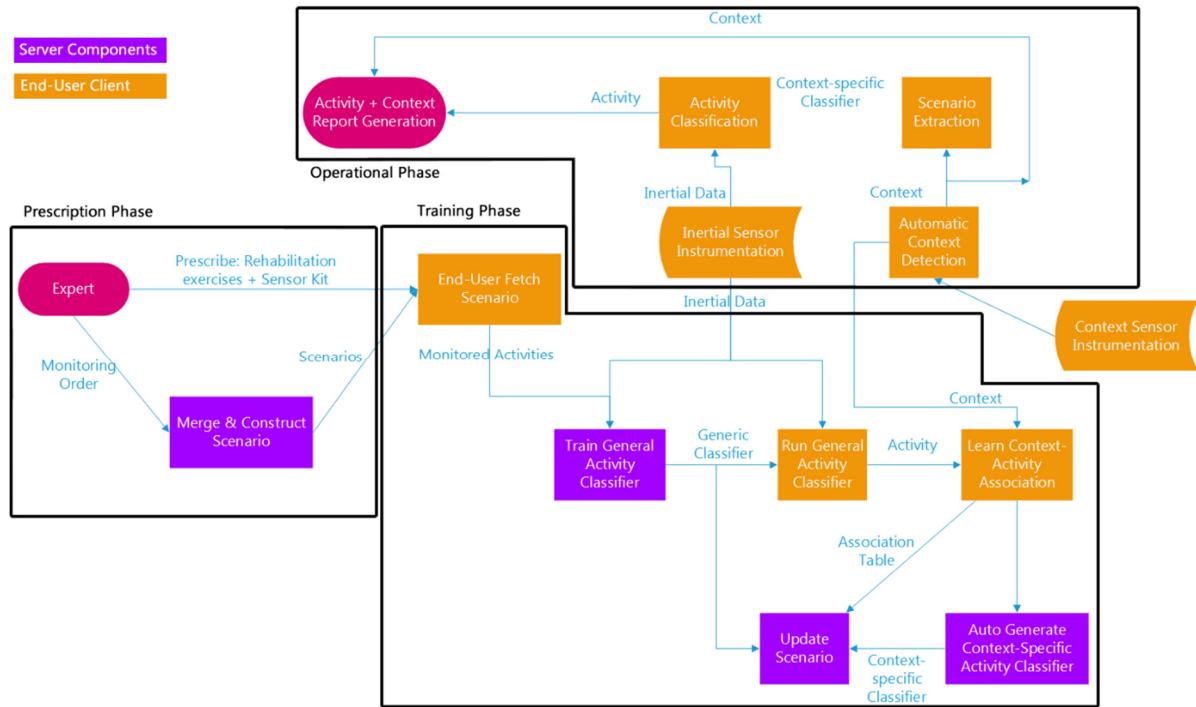 Server Components
End-User Client
Context
Activity + Context
Report Generation
Activity
Activity
Classification
Context-specific
Classifier
Scenario
Extraction
Operational Phase
Inertial Data
Context
Prescription Phase
Training Phase
Inertial Sensor
Instrumentation
Automatic
Context
Detection
Prescribe: Rehabilitation
exercises + Sensor Kit
Expert
End-User Fetch
Scenario
Inertial Data
Context Sensor
Instrumentation
Monitoring
Order
Scenarios
Monitored Activities
Context
Merge & Construct
Scenario
Train General
Activity
Classifier
Generic
Classifier
Run General
Activity
Classifier
Activity
Learn Context-
Activity
Association
Association
Table
Update
Scenario
Context-
specific
Classifier
Auto Generate
Context-Specific
Activity Classifier